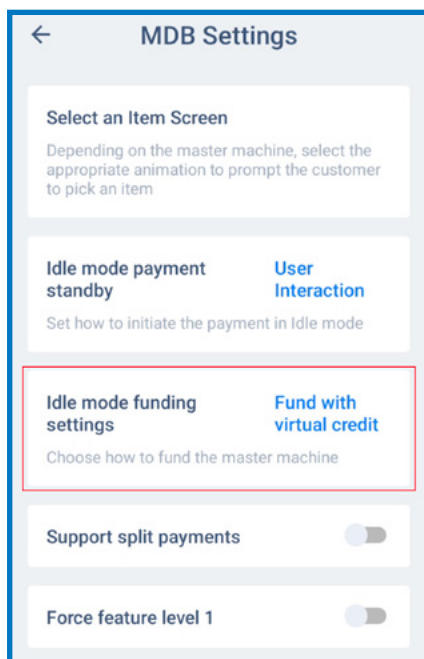 MDB Settings
Select an Item Screen
Depending on the master machine, select the
appropriate animation to prompt the customer
to pick an item
Idle mode payment
standby
User
Interaction
Set how to initiate the payment in Idle mode
Idle mode funding
settings
Fund with
virtual credit
Choose how to fund the master machine
Support split payments
Force feature level 1